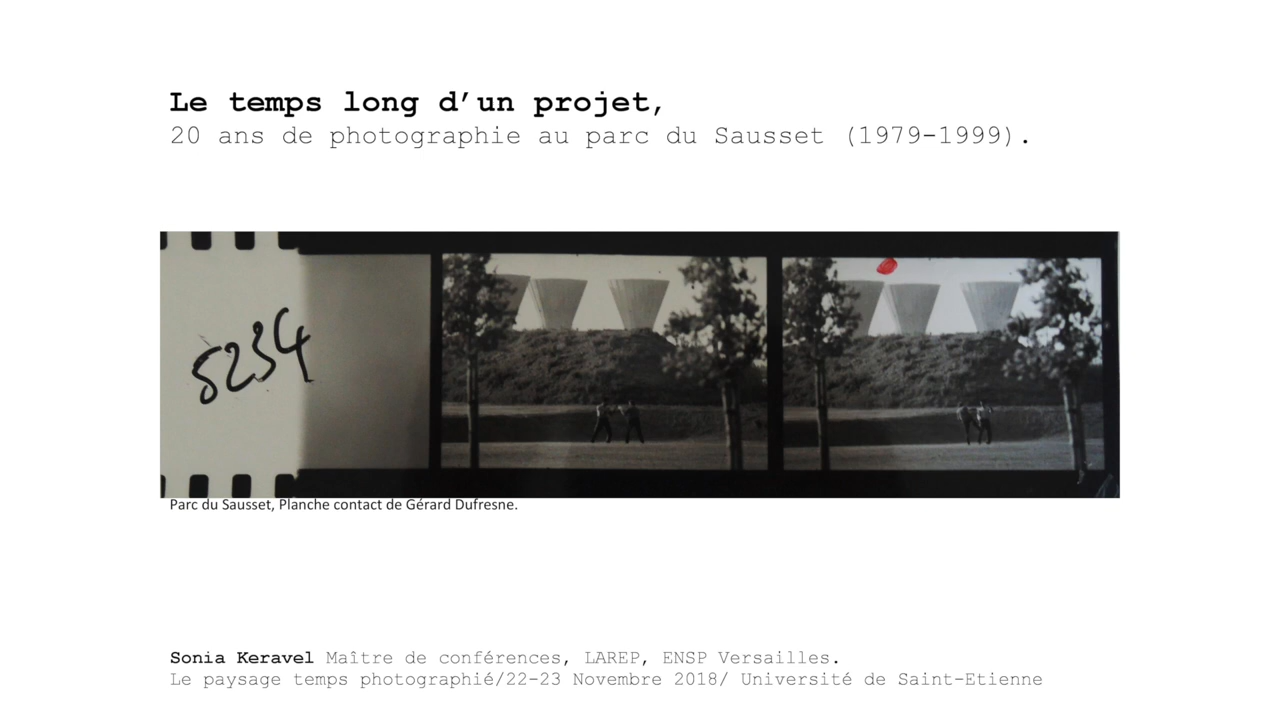 Le temps long d’un projet,
20 ans de photographie au parc du Sausset (1979-1999).
5234
Parc du Sausset, Planche contact de Gérard Dufresne.
Sonia Keravel Maître de conférences, LAREP, ENSP Versailles.
Le paysage temps photographié/22-23 Novembre 2018/ Université de Saint-Etienne